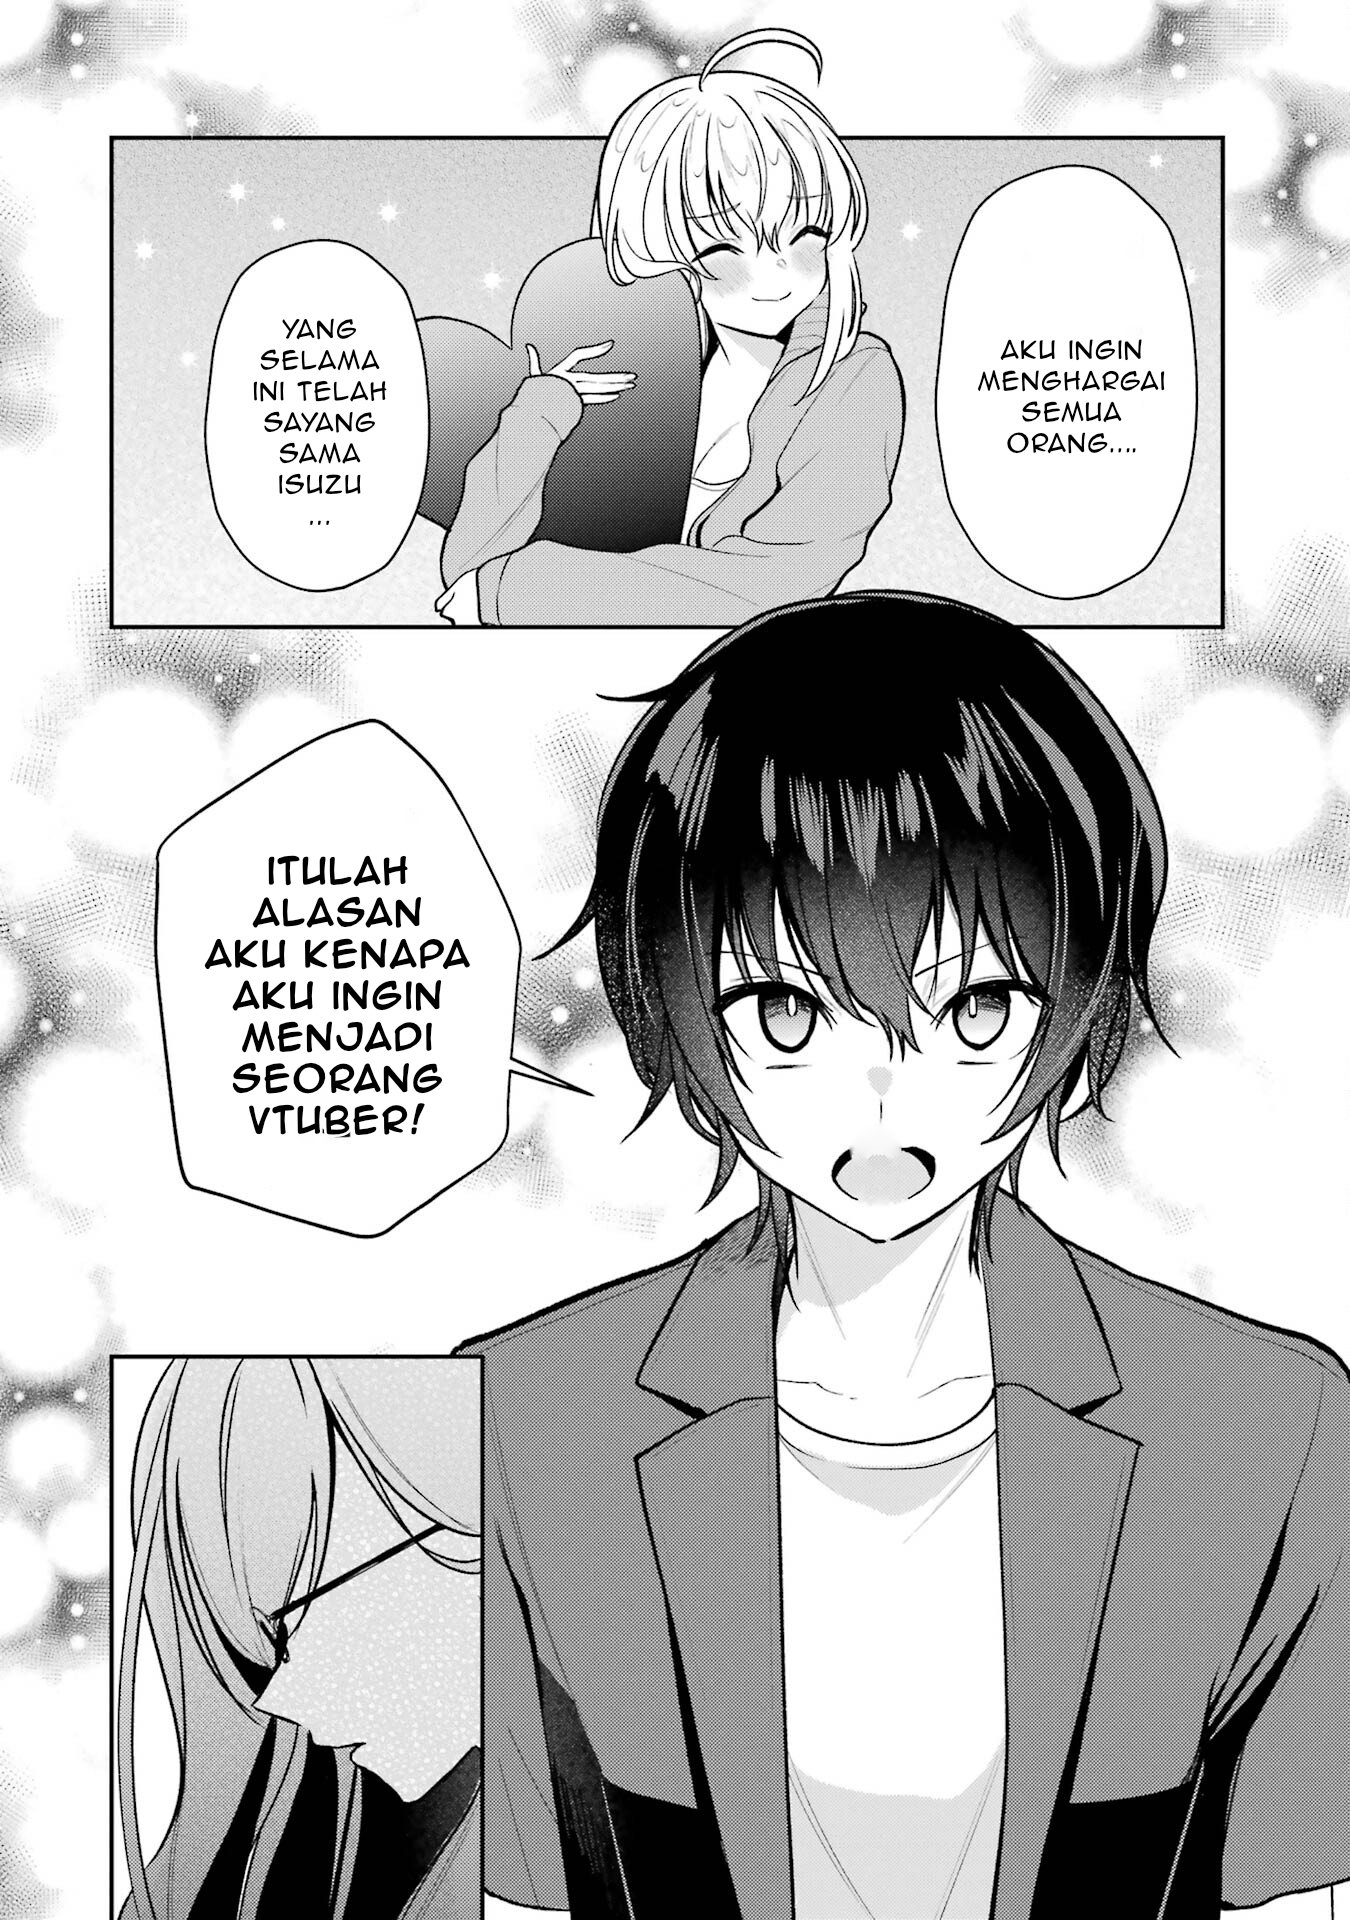 AKU INGIN
MENGHARGAI
SEMUA
ORANG....
YANG
SELAMA
INI TELAH
SAYANG
SAMA
ISUZU
...
ITULAH
ALASAN
AKU KENAPA
AKU INGIN
MENJADI
SEORANG
VTUBER!